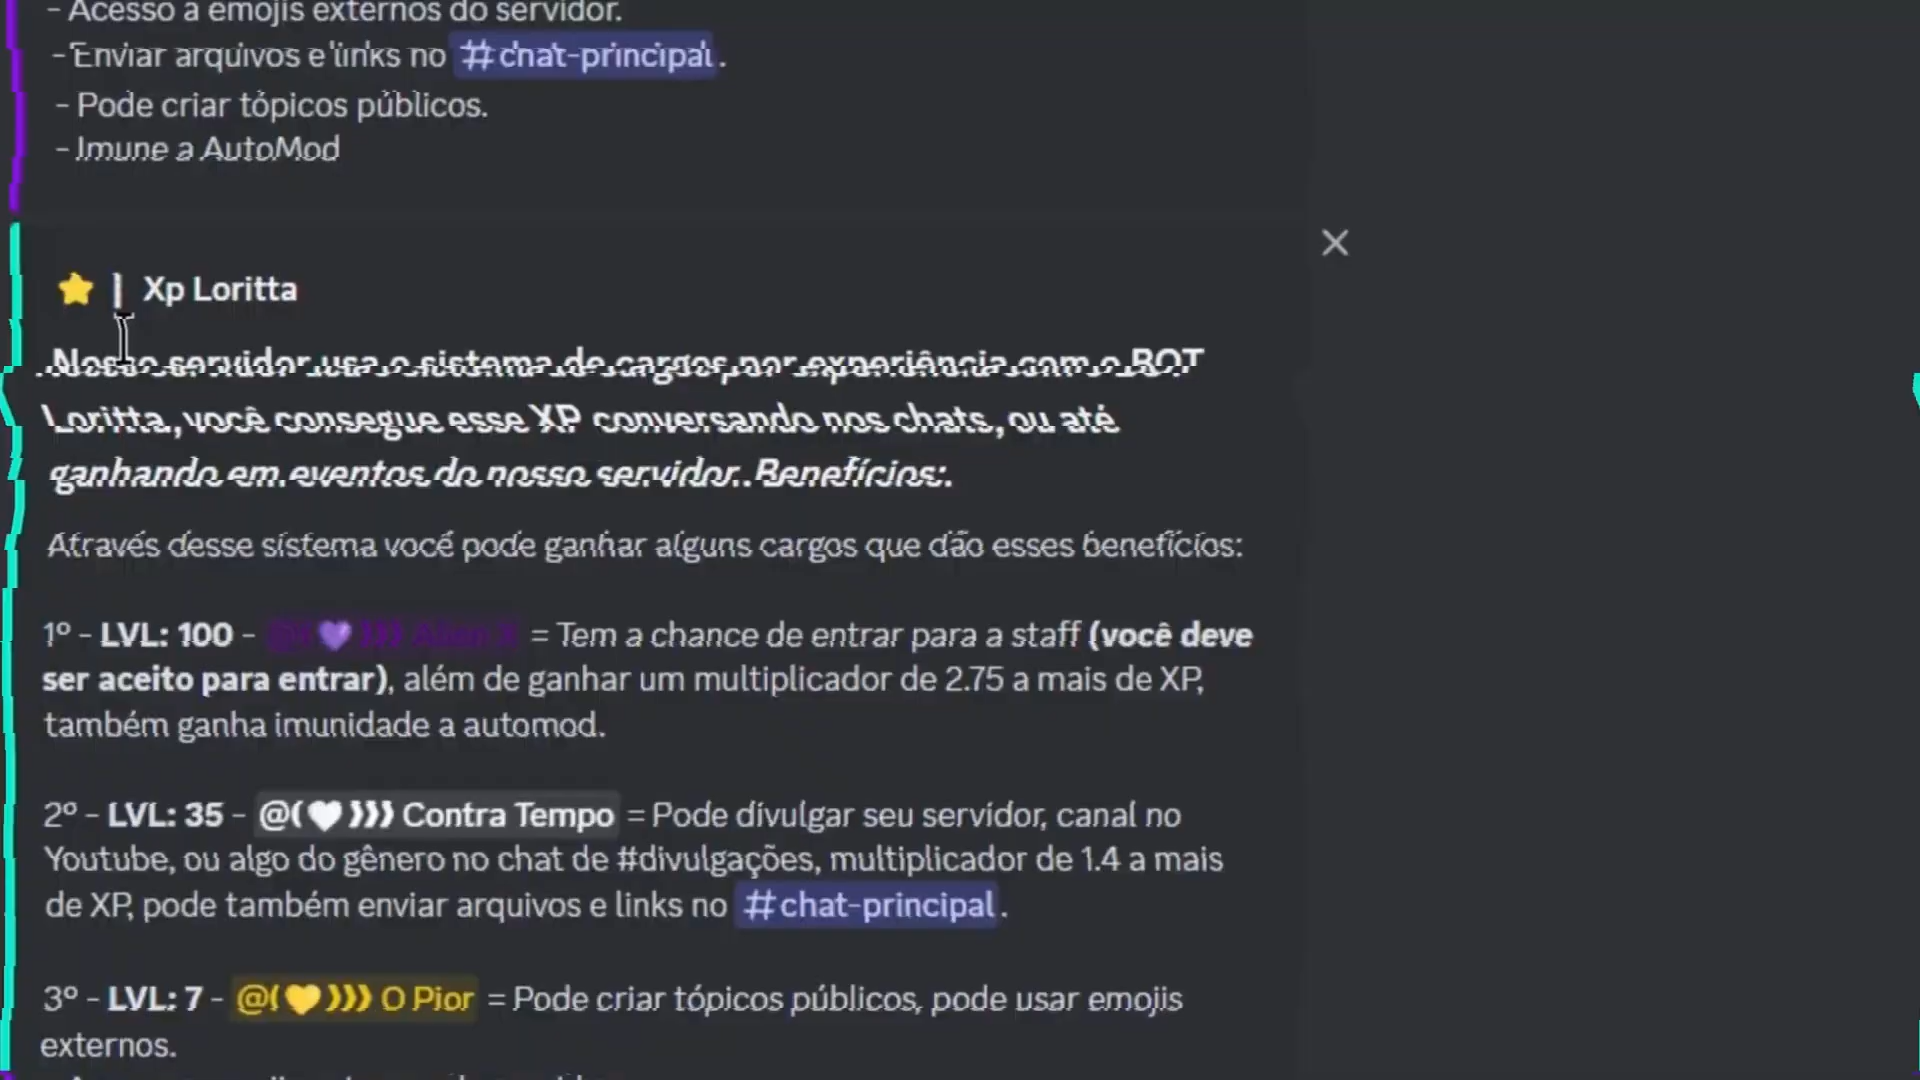 - Acesso a emojis externos do servidor.
- Enviar arquivos e links no #chat-principal.
- Pode criar tópicos públicos.
- Imune a AutoMod
⭐ | Xp Loritta
Nosso servidor usa o sistema de cargos por experiência com o BOT
Loritta, você consegue esse XP conversando nos chats, ou até
ganhando em eventos do nosso servidor. Benefícios:
Através desse sistema você pode ganhar alguns cargos que dão esses benefícios:
1º - LVL: 100 - @(💜))) Alien X = Tem a chance de entrar para a staff (você deve
ser aceito para entrar), além de ganhar um multiplicador de 2.75 a mais de XP,
também ganha imunidade a automod.
2º - LVL: 35 - @(🤍))) Contra Tempo = Pode divulgar seu servidor, canal no
Youtube, ou algo do gênero no chat de #divulgações, multiplicador de 1.4 a mais
de XP, pode também enviar arquivos e links no #chat-principal.
3º - LVL: 7 - @(💛))) O Pior = Pode criar tópicos públicos, pode usar emojis
externos.